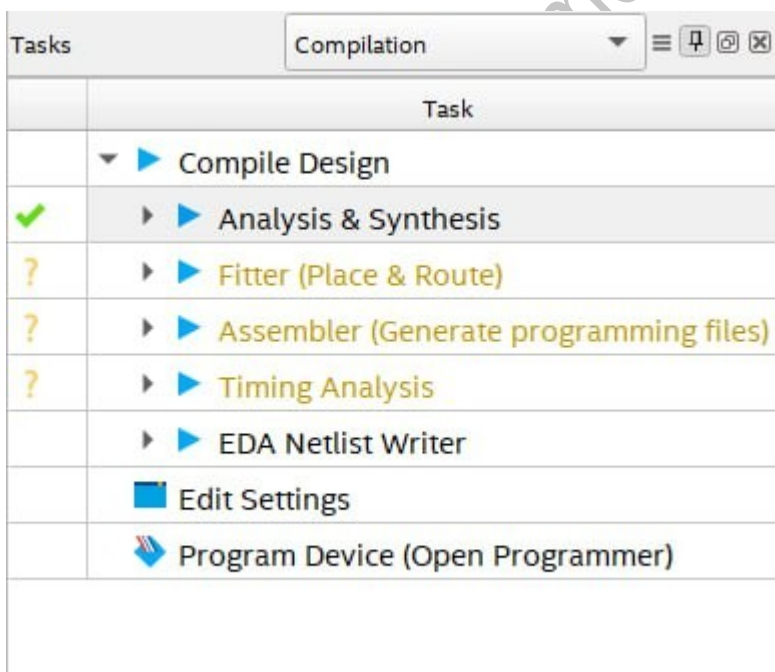 Tasks Compilation
Task
Compile Design
Analysis & Synthesis
? Fitter (Place & Route)
? Assembler (Generate programming files)
? Timing Analysis
EDA Netlist Writer
Edit Settings
Program Device (Open Programmer)